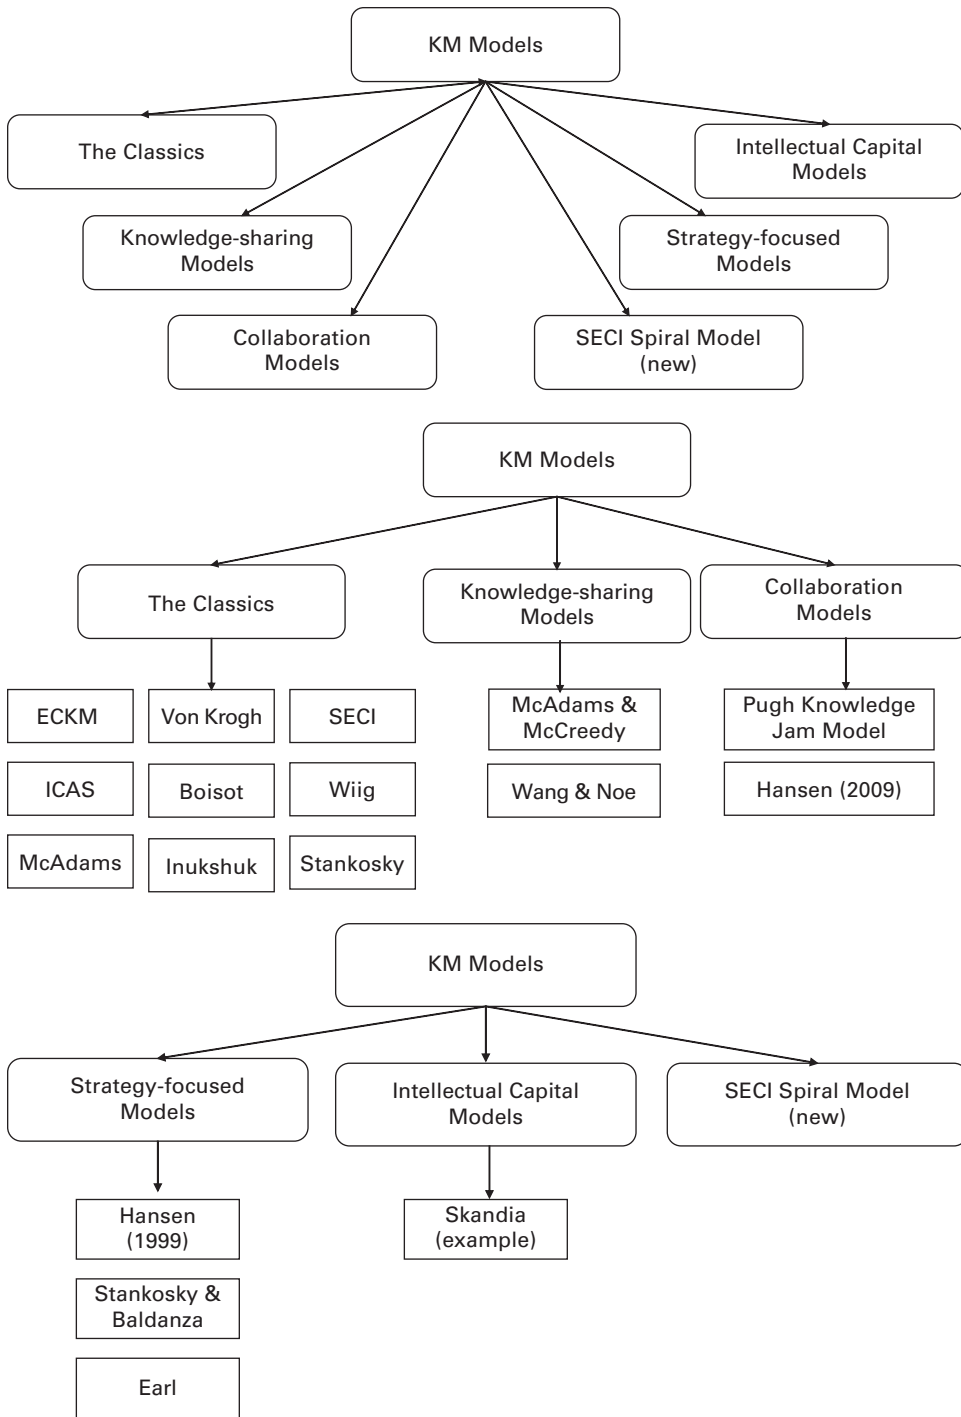 KM Models
The Classics
Intellectual Capital
Models
Knowledge-sharing
Models
Strategy-focused
Models
Collaboration
Models
SECI Spiral Model
(new)
KM Models
The Classics
Knowledge-sharing
Models
Collaboration
Models
ECKM
Von Krogh
SECI
McAdams &
McCreedy
Pugh Knowledge
Jam Model
ICAS
Boisot
Wiig
Wang & Noe
Hansen (2009)
McAdams
Inukshuk
Stankosky
KM Models
Strategy-focused
Models
Intellectual Capital
Models
SECI Spiral Model
(new)
Hansen
(1999)
Skandia
(example)
Stankosky &
Baldanza
Earl